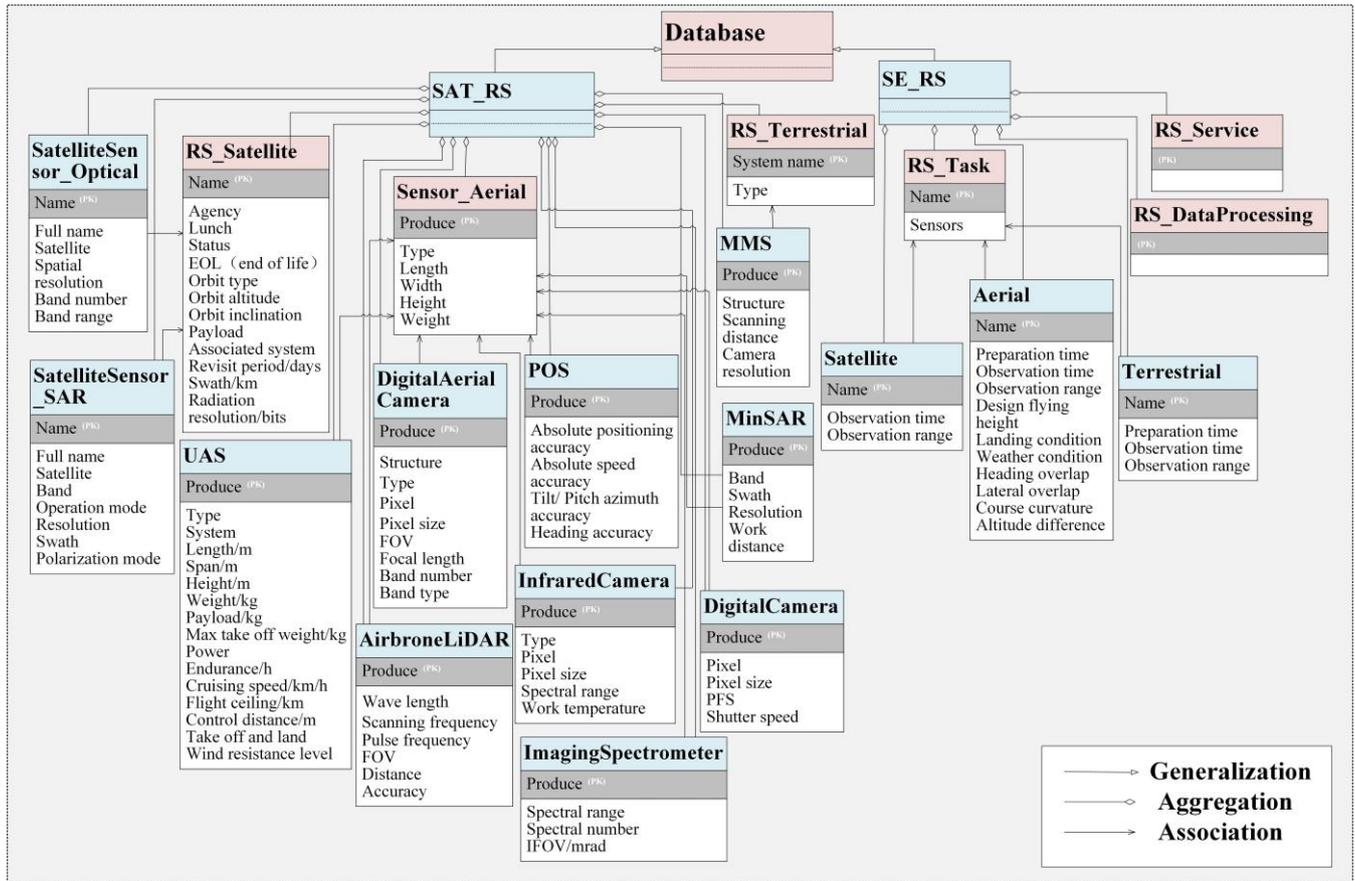 Database
SAT_RS
SE_RS
SatelliteSen
sor_Optical
Name (PK)
Full name
Satellite
Spatial
resolution
Band number
Band range
RS_Satellite
Name (PK)
Agency
Lunch
Status
EOL（end of life）
Orbit type
Orbit altitude
Orbit inclination
Payload
Associated system
Revisit period/days
Swath/km
Radiation
resolution/bits
Sensor_Aerial
Produce (PK)
Type
Length
Width
Height
Weight
RS_Terrestrial
System name (PK)
Type
MMS
Produce (PK)
Structure
Scanning
distance
Camera
resolution
RS_Task
Name (PK)
Sensors
RS_Service
(PK)
RS_DataProcessing
(PK)
SatelliteSensor
_SAR
Name (PK)
Full name
Satellite
Band
Operation mode
Resolution
Swath
Polarization mode
UAS
Produce (PK)
Type
System
Length/m
Span/m
Height/m
Weight/kg
Payload/kg
Max take off weight/kg
Power
Endurance/h
Cruising speed/km/h
Flight ceiling/km
Control distance/m
Take off and land
Wind resistance level
DigitalAerial
Camera
Produce (PK)
Structure
Type
Pixel
Pixel size
FOV
Focal length
Band number
Band type
POS
Produce (PK)
Absolute positioning
accuracy
Absolute speed
accuracy
Tilt/ Pitch azimuth
accuracy
Heading accuracy
MinSAR
Produce (PK)
Band
Swath
Resolution
Work
distance
Satellite
Name (PK)
Observation time
Observation range
Aerial
Name (PK)
Preparation time
Observation time
Observation range
Design flying
height
Landing condition
Weather condition
Heading overlap
Lateral overlap
Course curvature
Altitude difference
Terrestrial
Name (PK)
Preparation time
Observation time
Observation range
AirbroneLiDAR
Produce (PK)
Wave length
Scanning frequency
Pulse frequency
FOV
Distance
Accuracy
InfraredCamera
Produce (PK)
Type
Pixel
Pixel size
Spectral range
Work temperature
DigitalCamera
Produce (PK)
Pixel
Pixel size
PFS
Shutter speed
ImagingSpectrometer
Produce (PK)
Spectral range
Spectral number
IFOV/mrad
Generalization
Aggregation
Association